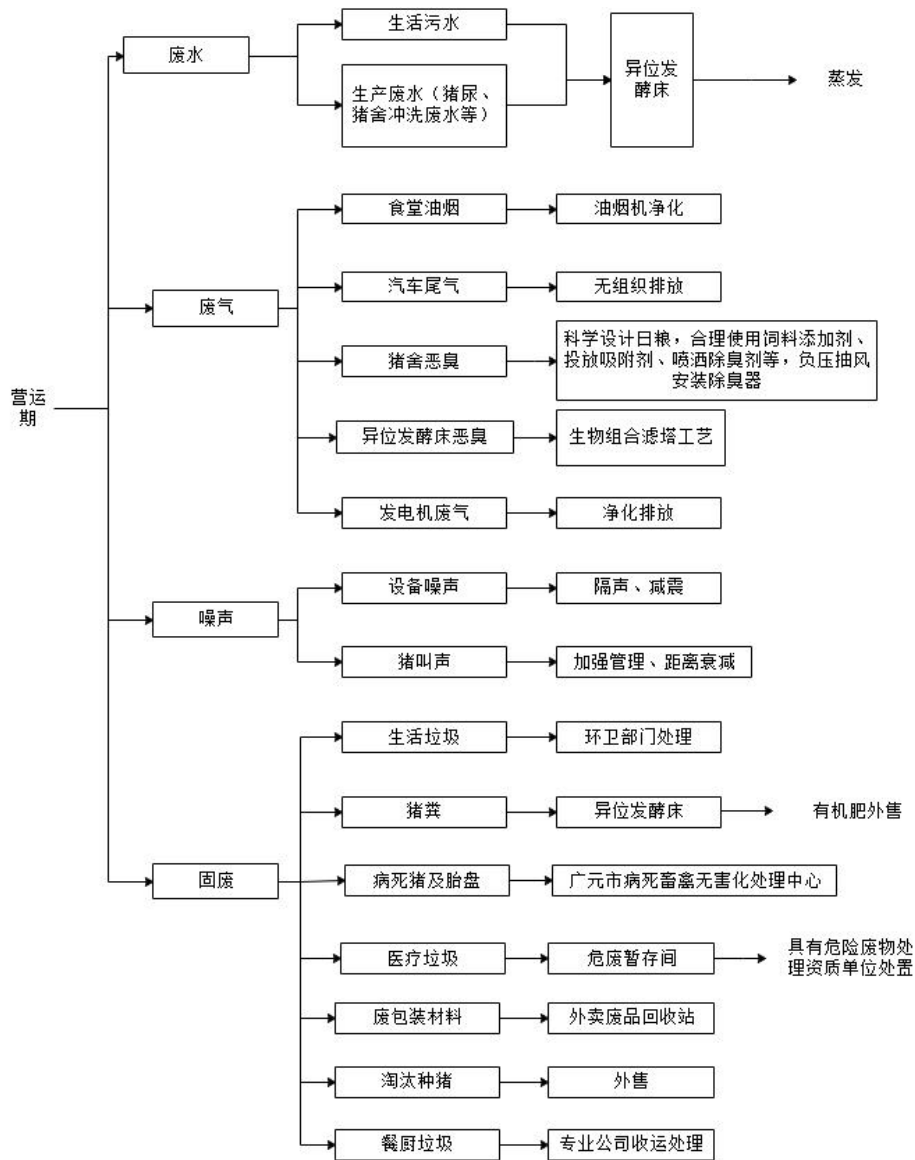 生活污水
废水
生产废水（猪尿、
猪舍冲洗废水等）
异位发
酵床
蒸发
食堂油烟
油烟机净化
汽车尾气
无组织排放
废气
猪舍恶臭
科学设计日粮，合理使用饲料添加剂、
投放吸附剂、喷洒除臭剂等，负压抽风
安装除臭器
营运
期
异位发酵床恶臭
生物组合滤塔工艺
发电机废气
净化排放
设备噪声
隔声、减震
噪声
猪叫声
加强管理、距离衰减
生活垃圾
环卫部门处理
猪粪
异位发酵床
有机肥外售
固废
病死猪及胎盘
广元市病死畜禽无害化处理中心
医疗垃圾
危废暂存间
具有危险废物处
理资质单位处置
废包装材料
外卖废品回收站
淘汰种猪
外售
餐厨垃圾
专业公司收运处理